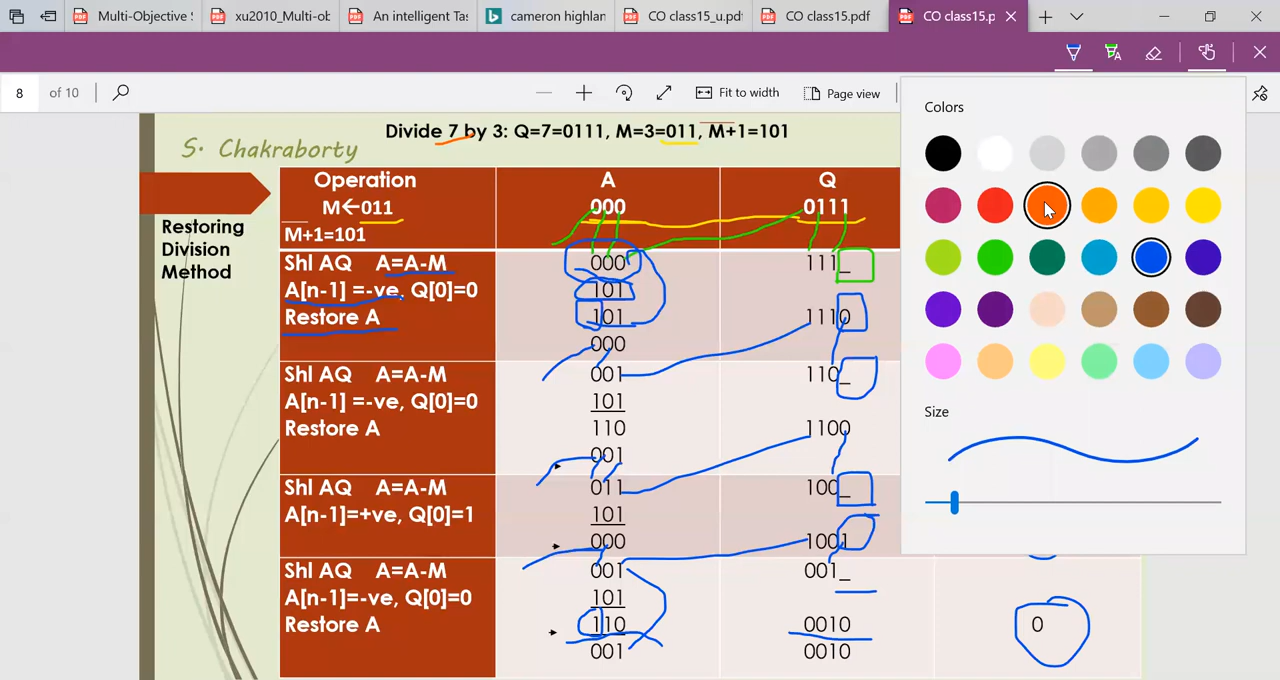 Multi-Objective S
xu2010_Multi-ob
An intelligent Tas
cameron highlan
CO class15_u.pd
CO class15.pdf
CO class15.p
8 of 10
Fit to width
Page view
Colors
Size
Divide 7 by 3: Q=7=0111, M=3=011, M+1=101
S. Chakraborty
Restoring
Division
Method
Operation A Q
M←011 000 0111
M+1=101
Shl AQ A=A-M 000 111_
A[n-1] =-ve, Q[0]=0 101
Restore A 101 1110
000
Shl AQ A=A-M 001 110_
A[n-1] =-ve, Q[0]=0 101
Restore A 110 1100
001
Shl AQ A=A-M 011 100_
A[n-1]=+ve, Q[0]=1 101
000 1001
Shl AQ A=A-M 001 001_
A[n-1]=-ve, Q[0]=0 101
Restore A 110 0010 0
001 0010